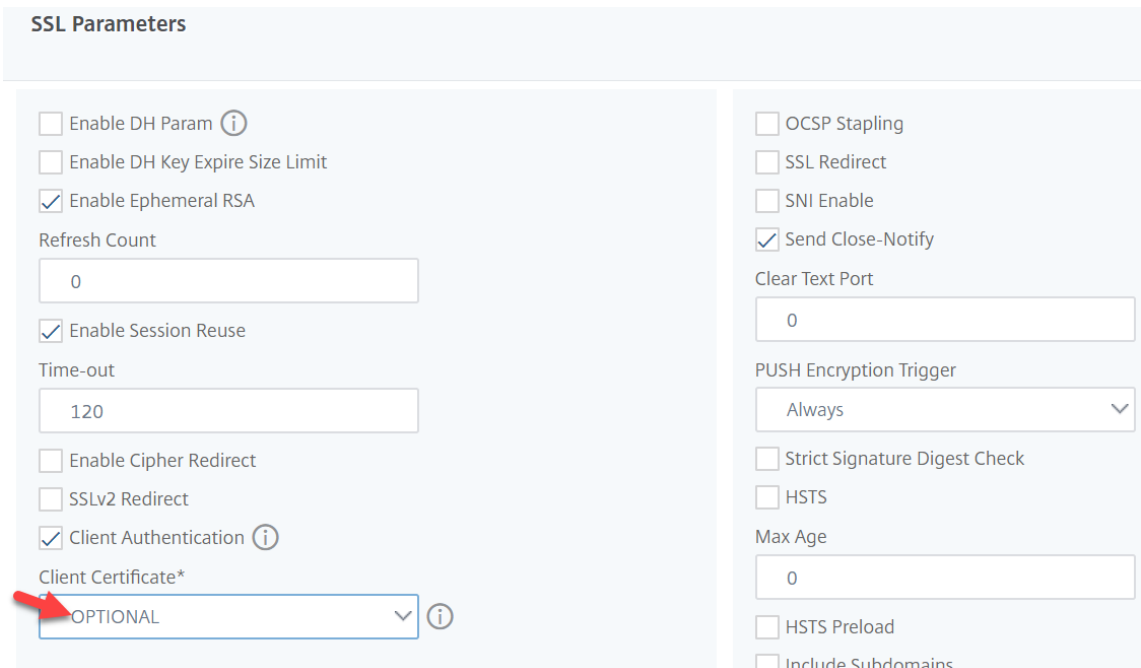 SSL Parameters
Enable DH Param
Enable DH Key Expire Size Limit
Enable Ephemeral RSA
Refresh Count
0
Enable Session Reuse
Time-out
120
Enable Cipher Redirect
SSLv2 Redirect
Client Authentication
Client Certificate*
OPTIONAL
OCSP Stapling
SSL Redirect
SNI Enable
Send Close-Notify
Clear Text Port
0
PUSH Encryption Trigger
Always
Strict Signature Digest Check
HSTS
Max Age
0
HSTS Preload
Include Subdomains